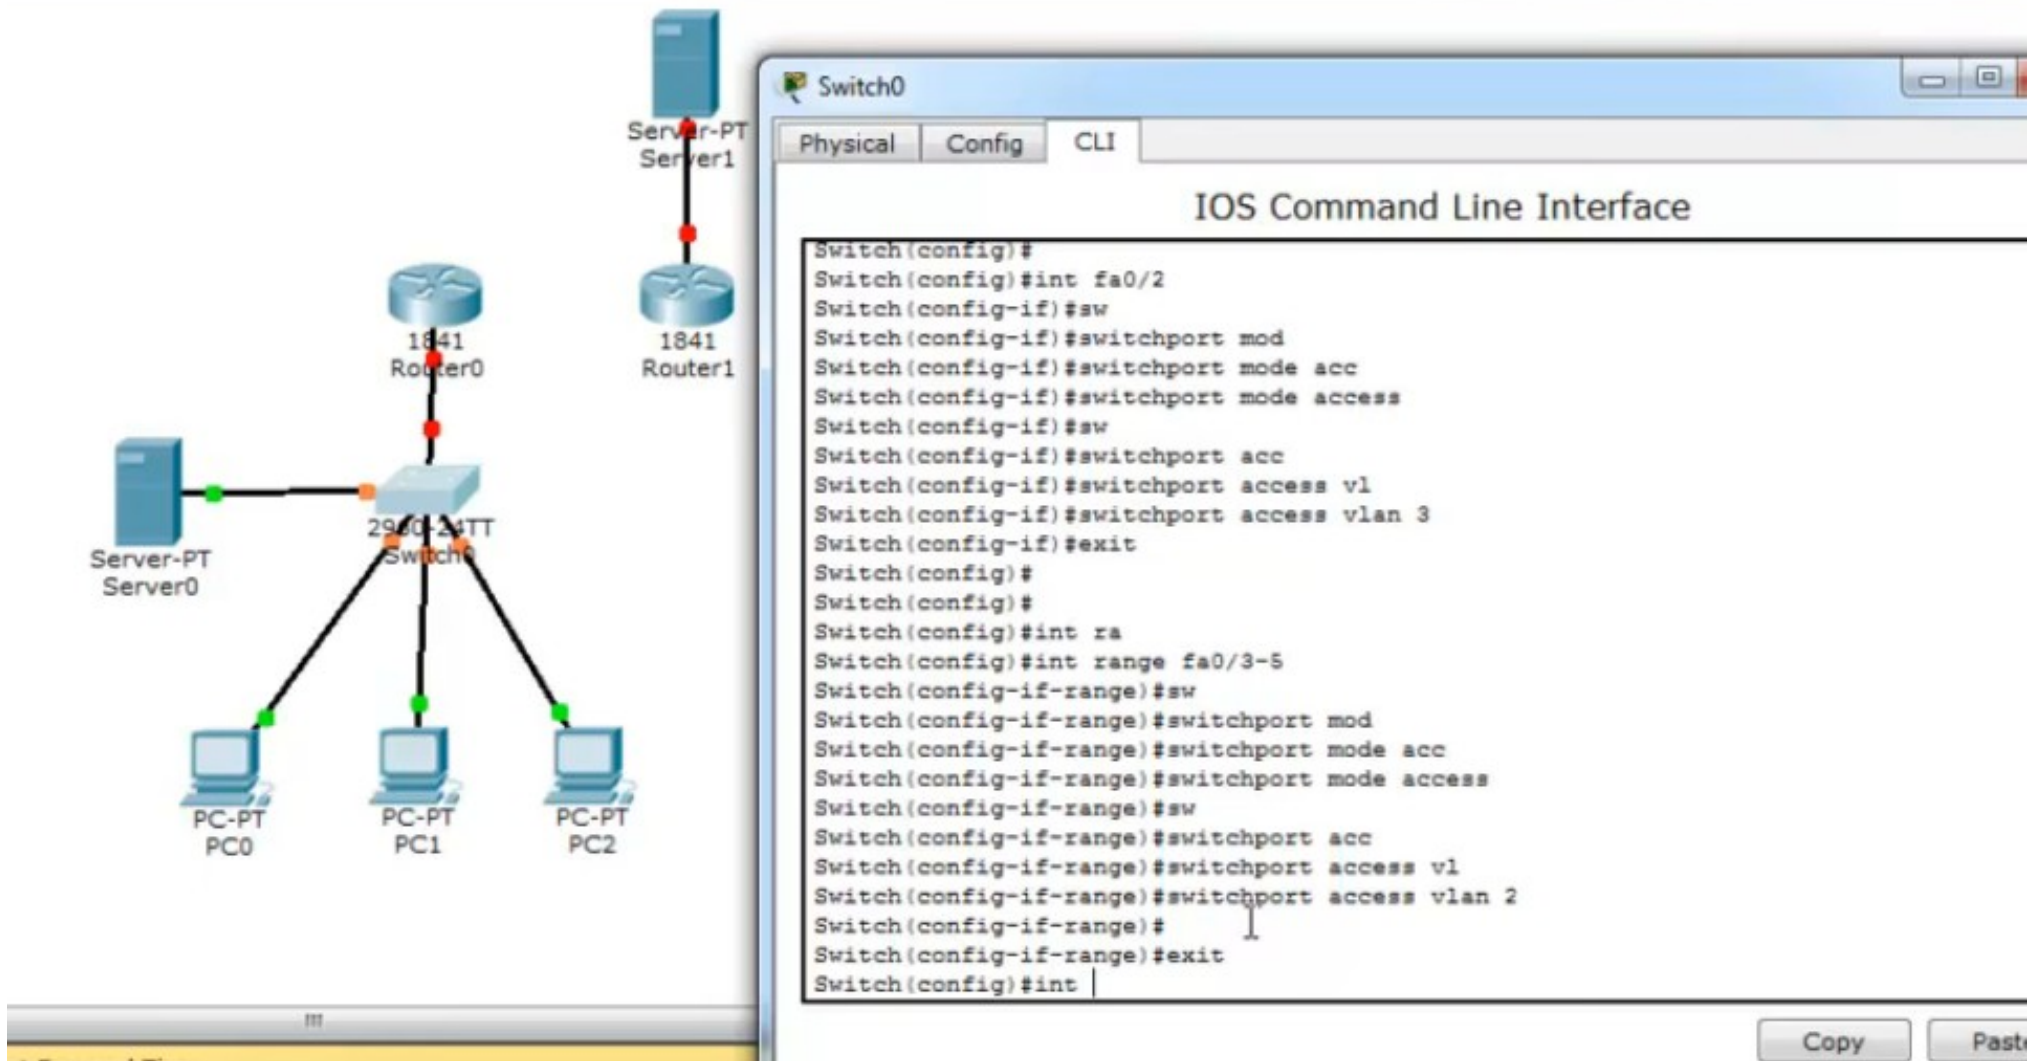 Server-PT
Server1
1841
Router0
1841
Router1
Server-PT
Server0
2960-24TT
Switch0
PC-PT
PC0
PC-PT
PC1
PC-PT
PC2
Switch0
Physical
Config
CLI
IOS Command Line Interface
Switch(config)#
Switch(config)#int fa0/2
Switch(config-if)#sw
Switch(config-if)#switchport mod
Switch(config-if)#switchport mode acc
Switch(config-if)#switchport mode access
Switch(config-if)#sw
Switch(config-if)#switchport acc
Switch(config-if)#switchport access vl
Switch(config-if)#switchport access vlan 3
Switch(config-if)#exit
Switch(config)#
Switch(config)#
Switch(config)#int ra
Switch(config)#int range fa0/3-5
Switch(config-if-range)#sw
Switch(config-if-range)#switchport mod
Switch(config-if-range)#switchport mode acc
Switch(config-if-range)#switchport mode access
Switch(config-if-range)#sw
Switch(config-if-range)#switchport acc
Switch(config-if-range)#switchport access vl
Switch(config-if-range)#switchport access vlan 2
Switch(config-if-range)#
Switch(config-if-range)#exit
Switch(config)#int
Copy
Paste